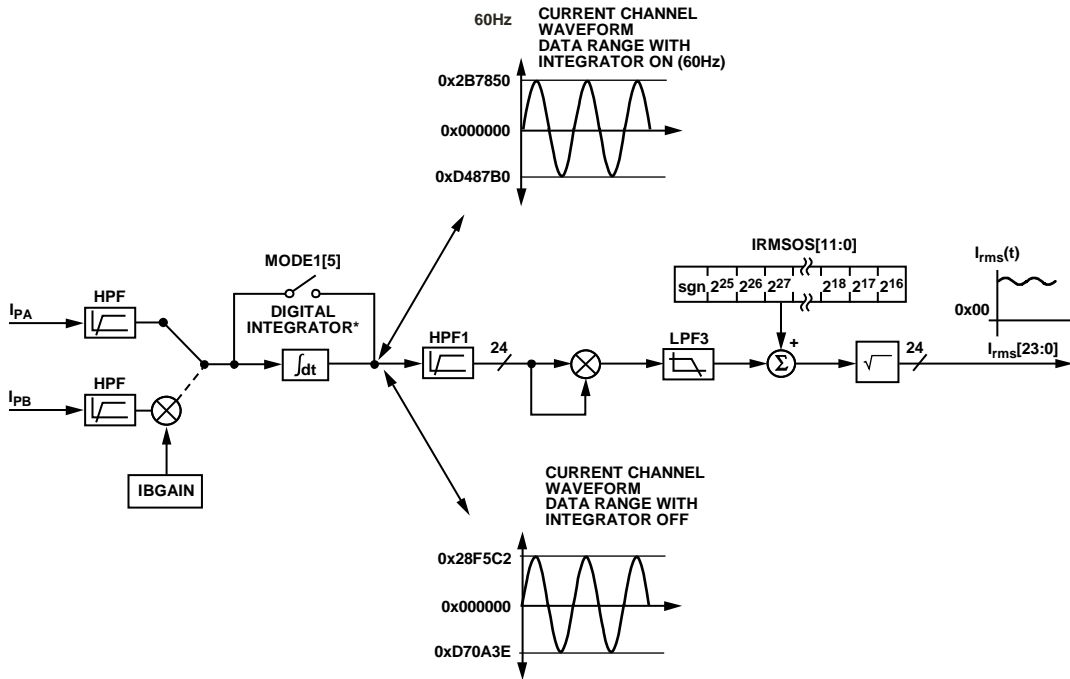 60Hz
CURRENT CHANNEL
WAVEFORM
DATA RANGE WITH
INTEGRATOR ON (60Hz)
0x2B7850
0x000000
0xD487B0
MODE1[5]
DIGITAL
INTEGRATOR*
IRMSOS[11:0]
sgn 2^25 2^26 2^27 2^18 2^17 2^16
I_rms(t)
0x00
I_PA
HPF
∫dt
HPF1
24
LPF3
Σ
+
√
24
I_rms[23:0]
I_PB
HPF
IBGAIN
CURRENT CHANNEL
WAVEFORM
DATA RANGE WITH
INTEGRATOR OFF
0x28F5C2
0x000000
0xD70A3E